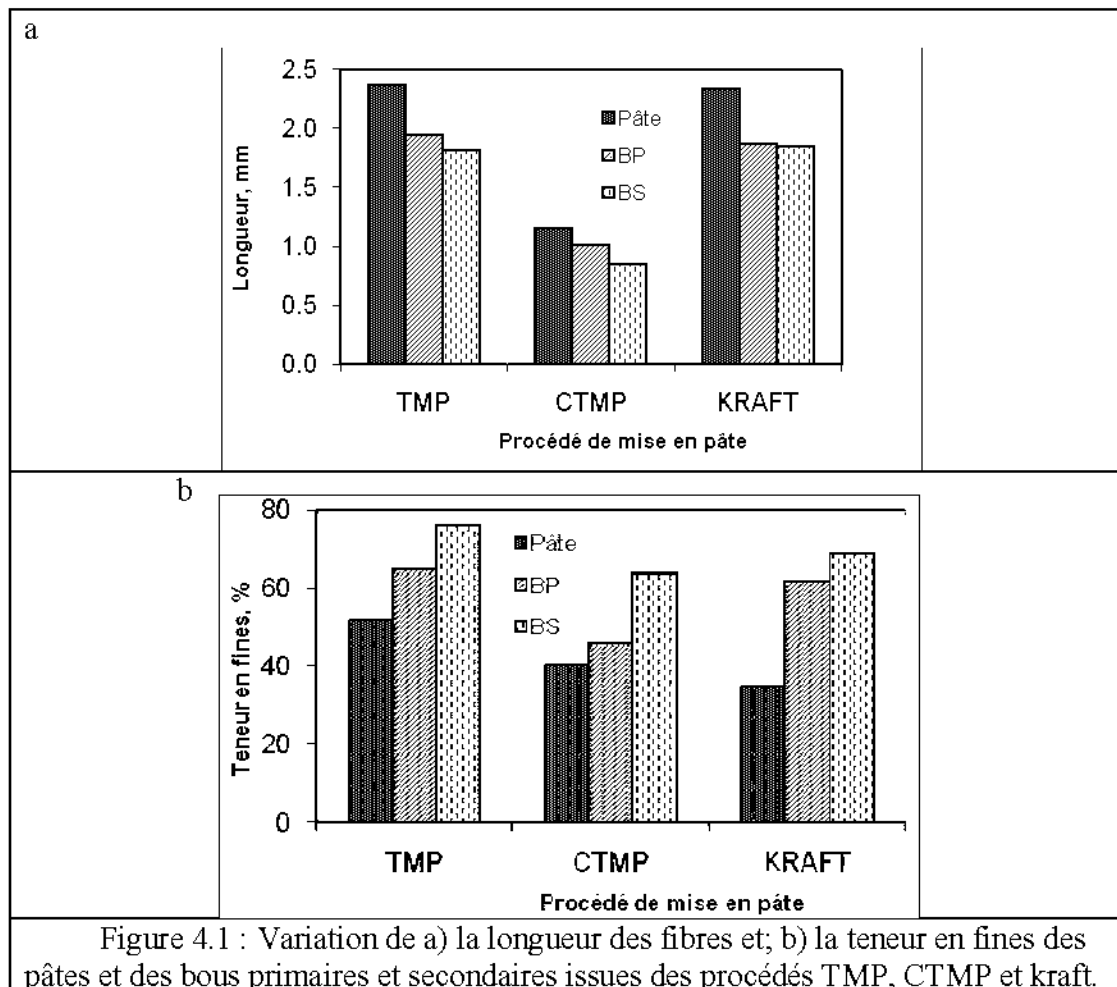 a
2.5
2.0
1.5
1.0
0.5
0.0
Longueur, mm
Pâte
BP
BS
TMP CTMP KRAFT
Procédé de mise en pâte
b
80
60
40
20
0
Teneur en fines, %
Pâte
BP
BS
TMP CTMP KRAFT
Procédé de mise en pâte
Figure 4.1 : Variation de a) la longueur des fibres et; b) la teneur en fines des
pâtes et des bous primaires et secondaires issues des procédés TMP, CTMP et kraft.